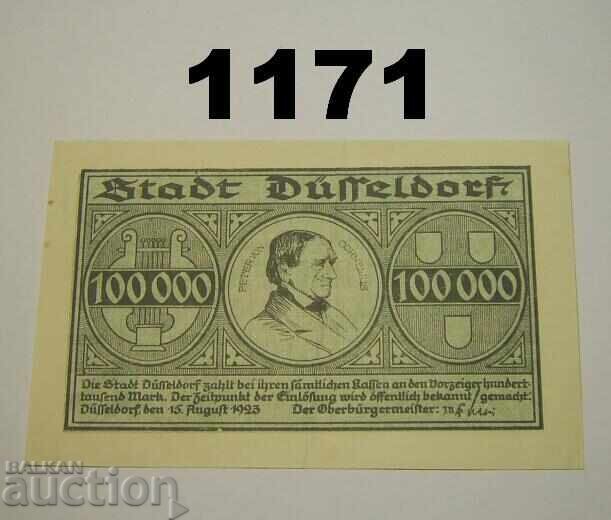 1171
Stadt Düsseldorf
PETER VAN CORNELIUS
100 000
100 000
Die Stadt Düsseldorf zahlt bei ihren sämtlichen Kassen an den Vorzeiger hundert-
tausend Mark. Der Zeitpunkt der Einlösung wird öffentlich bekannt gemacht.
Düsseldorf, den 15. August 1923 Der Oberbürgermeister:
BALKAN
auction